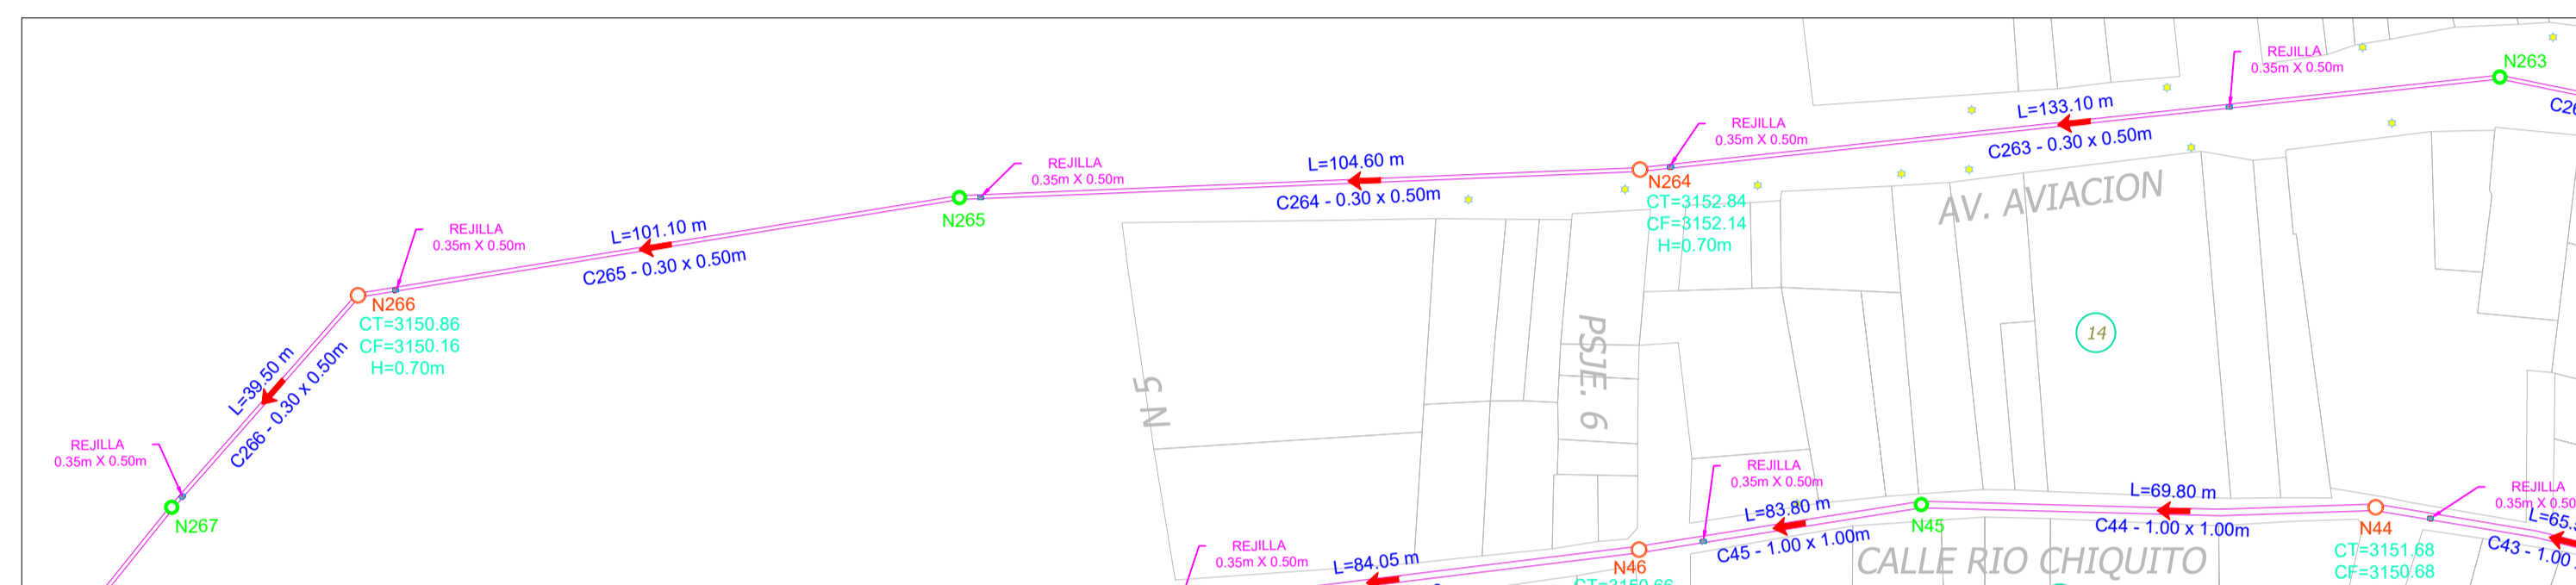 REJILLA
0.35m X 0.50m
N263
L=133.10 m
C263 - 0.30 x 0.50m
REJILLA
0.35m X 0.50m
L=104.60 m
C264 - 0.30 x 0.50m
N264
CT=3152.84
CF=3152.14
H=0.70m
AV. AVIACION
REJILLA
0.35m X 0.50m
N265
L=101.10 m
C265 - 0.30 x 0.50m
REJILLA
0.35m X 0.50m
N266
CT=3150.86
CF=3150.16
H=0.70m
L=39.50 m
C266 - 0.30 x 0.50m
REJILLA
0.35m X 0.50m
N267
S N
PSJE. 6
14
REJILLA
0.35m X 0.50m
L=83.80 m
C45 - 1.00 x 1.00m
N45
L=69.80 m
C44 - 1.00 x 1.00m
N44
CT=3151.68
CF=3150.68
REJILLA
C43 - 1.00
CALLE RIO CHIQUITO
REJILLA
0.35m X 0.50m
L=84.05 m
N46